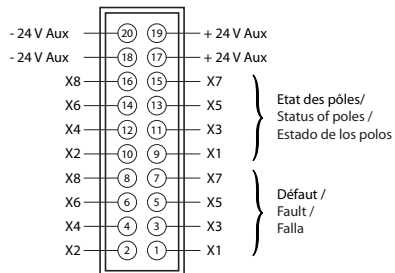 - 24 V Aux 20 19 + 24 V Aux
- 24 V Aux 18 17 + 24 V Aux
X8 16 15 X7
X6 14 13 X5
X4 12 11 X3
X2 10 9 X1
Etat des pôles/
Status of poles /
Estado de los polos
X8 8 7 X7
X6 6 5 X5
X4 4 3 X3
X2 2 1 X1
Défaut /
Fault /
Falla